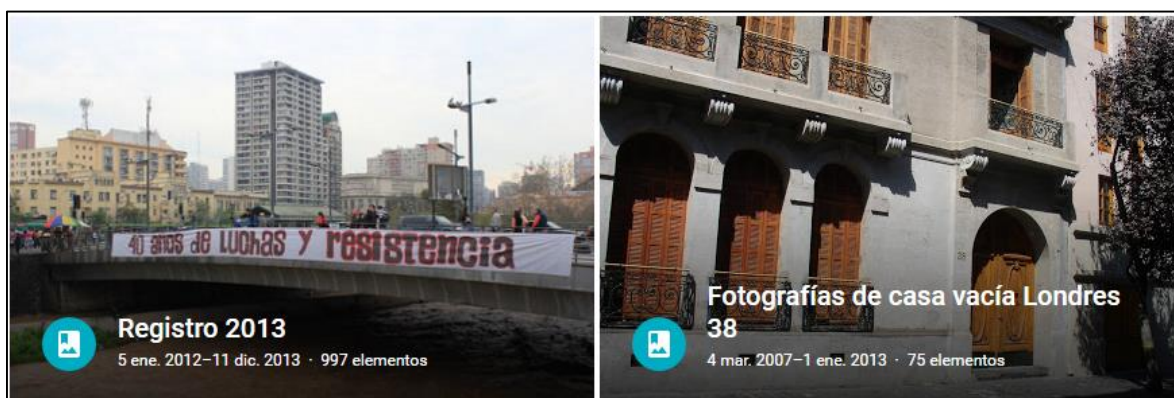 40 años de luchas y resistencia
Registro 2013
5 ene. 2012–11 dic. 2013 · 997 elementos
38
Fotografías de casa vacía Londres
38
4 mar. 2007–1 ene. 2013 · 75 elementos